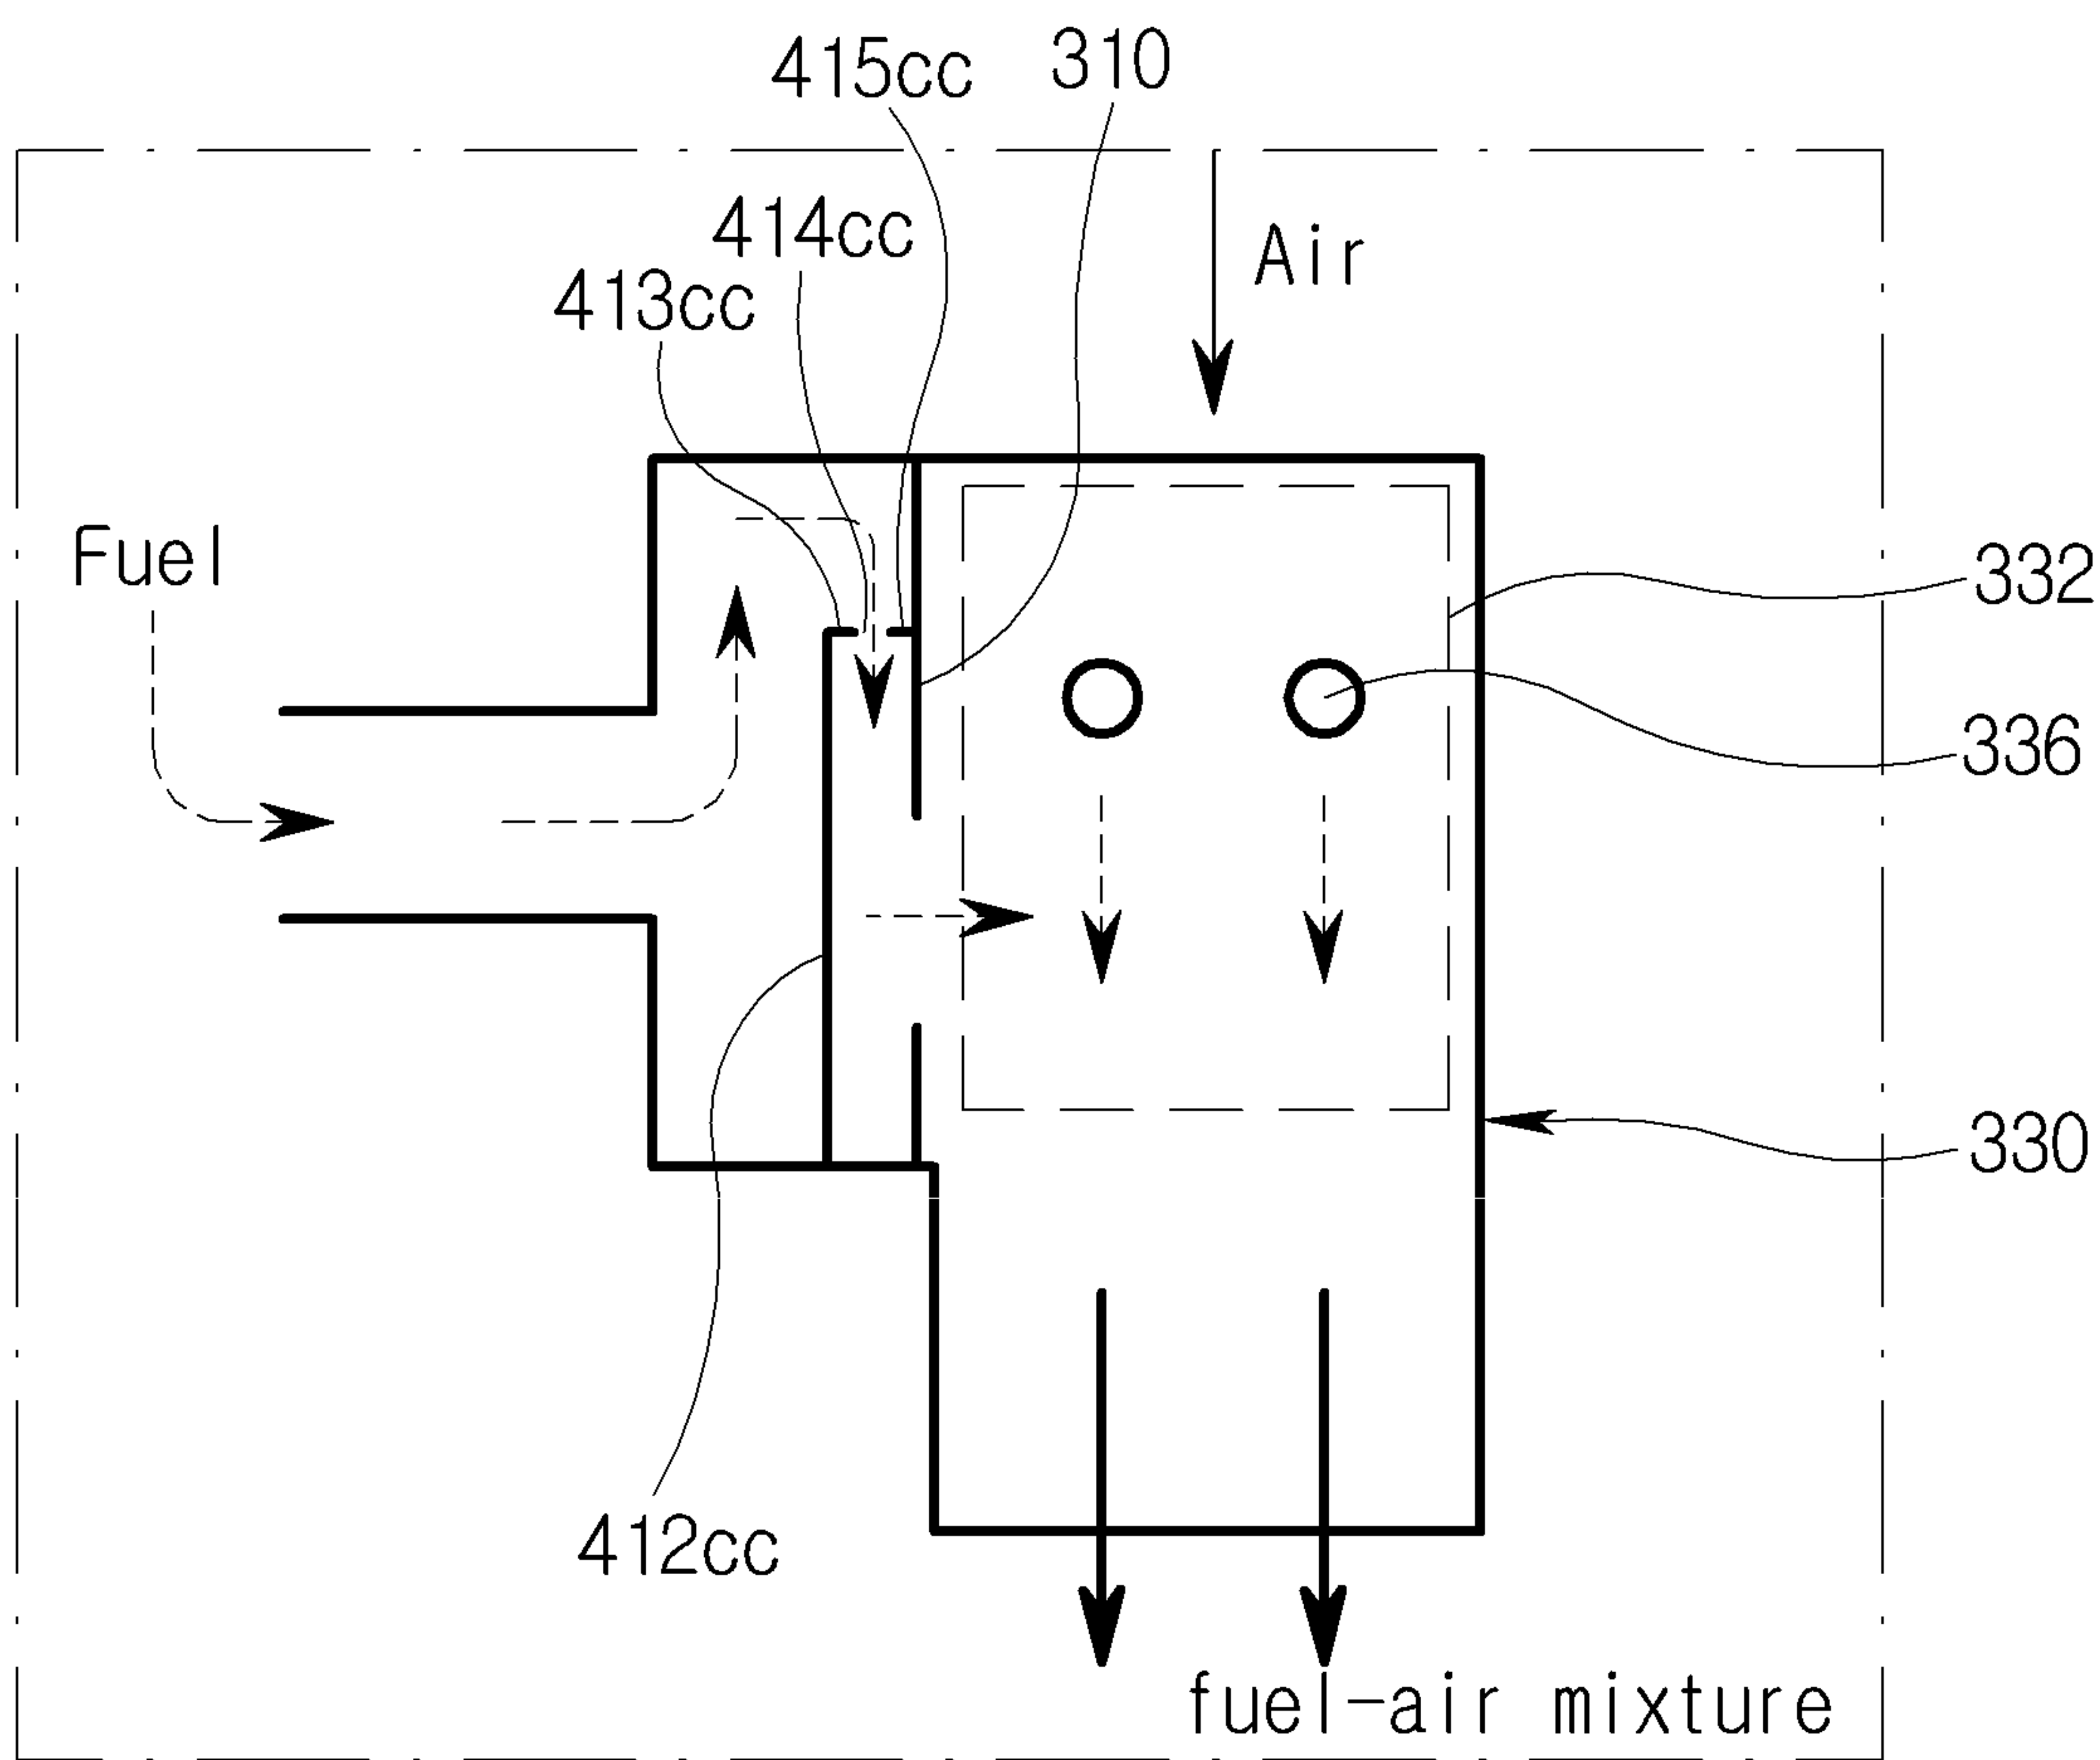 415cc
310
414cc
Air
413cc
Fuel
332
336
330
412cc
fuel-air mixture